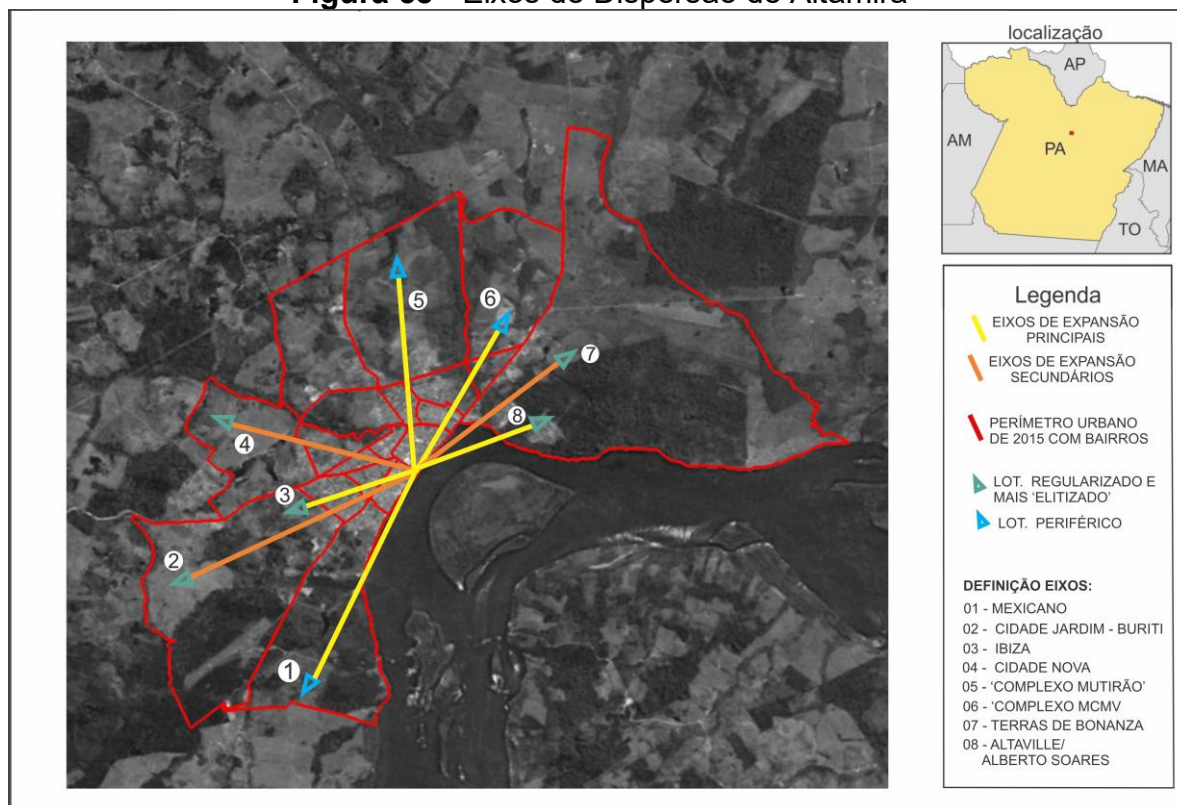 Eixos de Dispersão de Altamira
localização
AP
AM
PA
MA
TO
5
6
7
8
4
3
2
1
Legenda
EIXOS DE EXPANSÃO
PRINCIPAIS
EIXOS DE EXPANSÃO
SECUNDÁRIOS
PERÍMETRO URBANO
DE 2015 COM BAIRROS
LOT. REGULARIZADO E
MAIS 'ELITIZADO'
LOT. PERIFÉRICO
DEFINIÇÃO EIXOS:
01 - MEXICANO
02 - CIDADE JARDIM - BURITI
03 - IBIZA
04 - CIDADE NOVA
05 - 'COMPLEXO MUTIRÃO'
06 - 'COMPLEXO MCMV
07 - TERRAS DE BONANZA
08 - ALTAVILLE/
ALBERTO SOARES